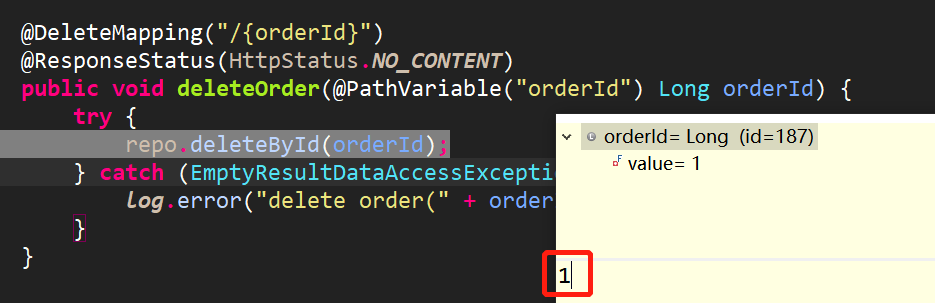 @DeleteMapping("/{orderId}")
@ResponseStatus(HttpStatus.NO_CONTENT)
public void deleteOrder(@PathVariable("orderId") Long orderId) {
try {
repo.deleteById(orderId);
} catch (EmptyResultDataAccessExcepti
log.error("delete order(" + order
}
}
orderId= Long (id=187)
value= 1
1